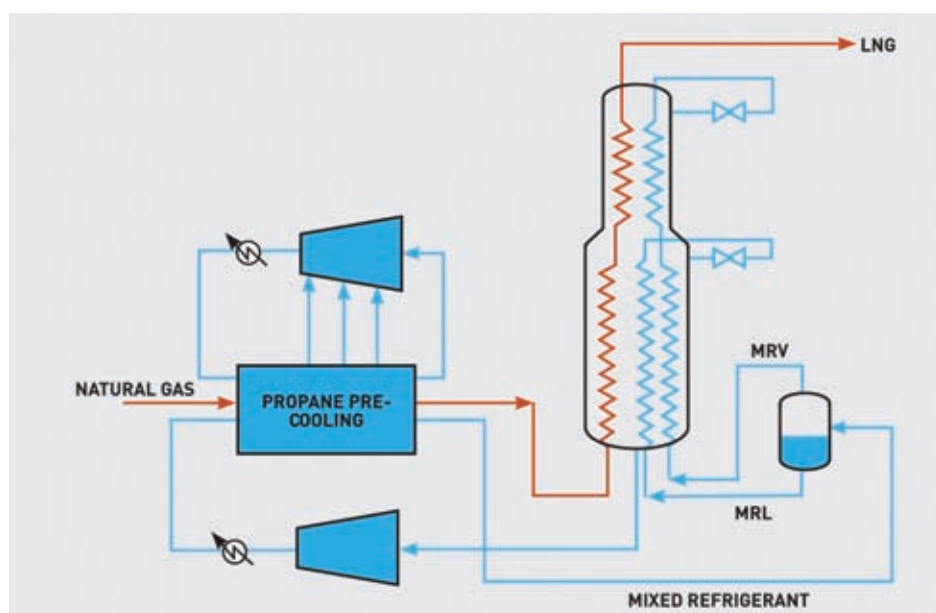 LNG
MRV
NATURAL GAS
PROPANE PRE-
COOLING
MRL
MIXED REFRIGERANT